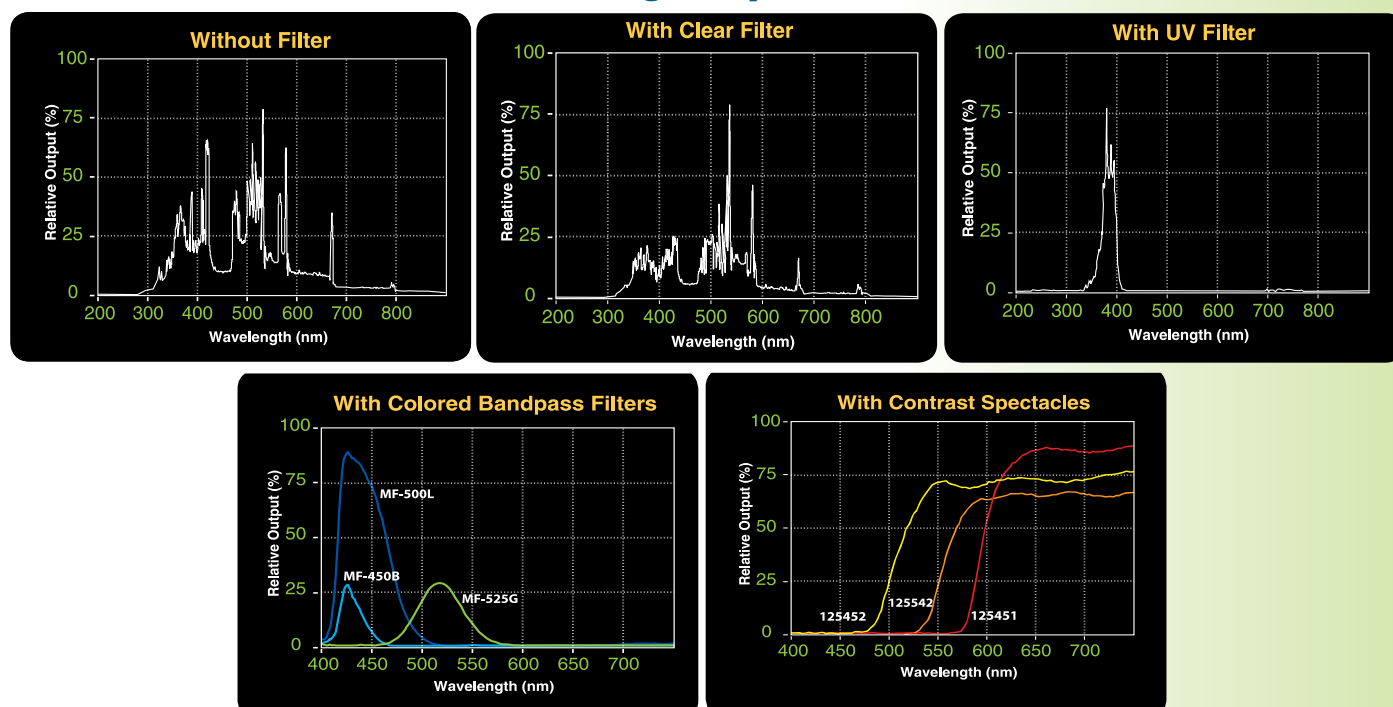 Without Filter
Relative Output (%)
100
75
50
25
0
200 300 400 500 600 700 800
Wavelength (nm)
With Clear Filter
Relative Output (%)
100
75
50
25
0
200 300 400 500 600 700 800
Wavelength (nm)
With UV Filter
Relative Output (%)
100
75
50
25
0
200 300 400 500 600 700 800
Wavelength (nm)
With Colored Bandpass Filters
Relative Output (%)
100
75
50
25
0
MF-500L
MF-450B
MF-525G
400 450 500 550 600 650 700
Wavelength (nm)
With Contrast Spectacles
Relative Output (%)
100
75
50
25
0
125452 125542 125451
400 450 500 550 600 650 700
Wavelength (nm)